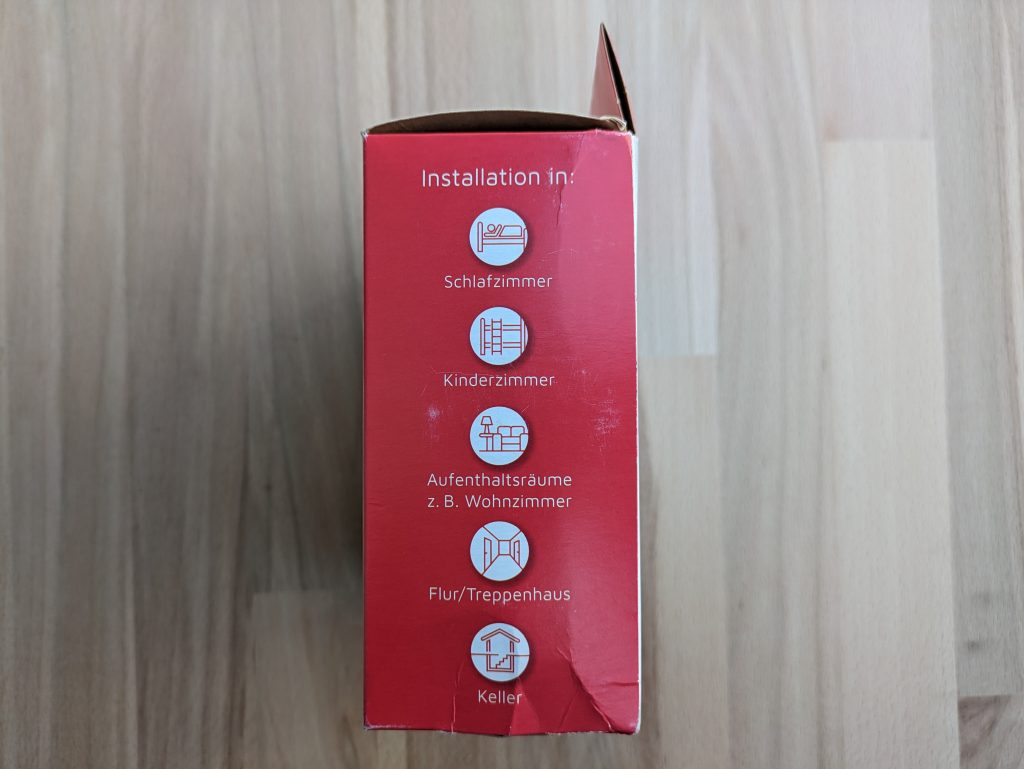 Installation in:
Schlafzimmer
Kinderzimmer
Aufenthaltsräume
z. B. Wohnzimmer
Flur/Treppenhaus
Keller